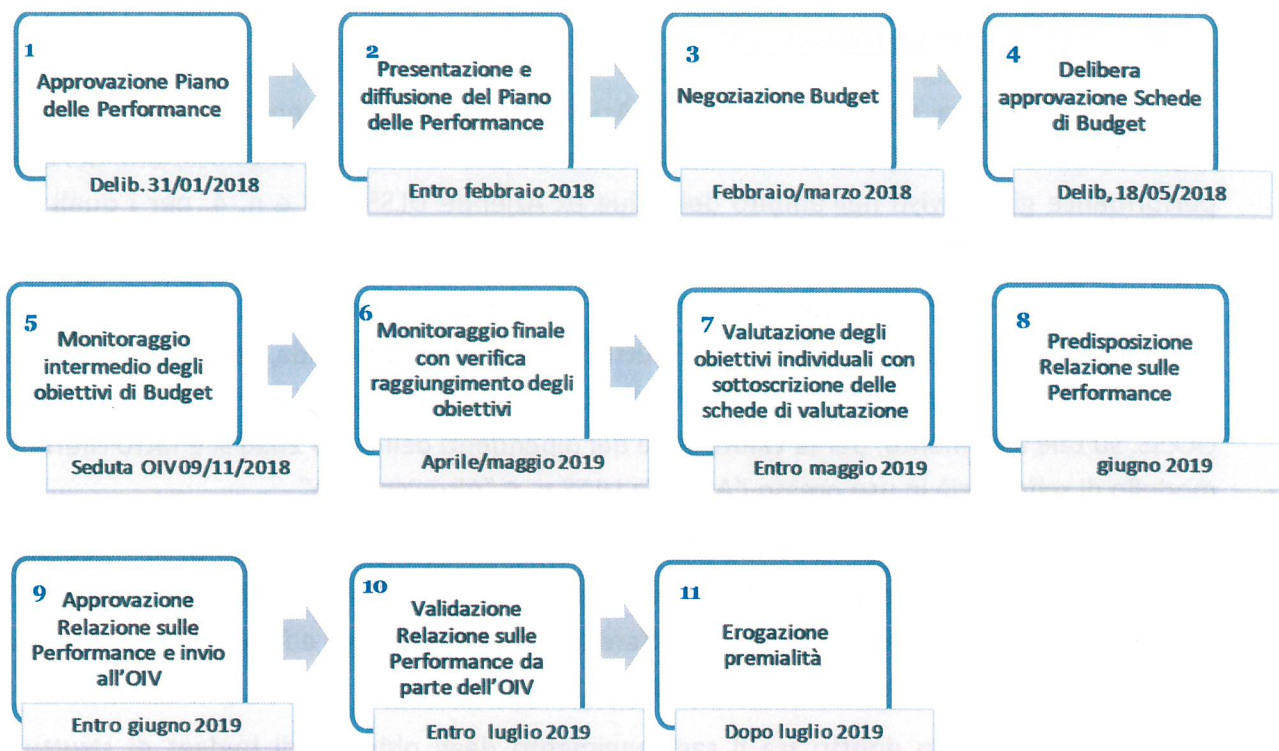 1
Approvazione Piano
delle Performance
Delib. 31/01/2018
2
Presentazione e
diffusione del Piano
delle Performance
Entro febbraio 2018
3
Negoziazione Budget
Febbraio/marzo 2018
4
Delibera
approvazione Schede
di Budget
Delib, 18/05/2018
5
Monitoraggio
intermedio degli
obiettivi di Budget
Seduta OIV 09/11/2018
6
Monitoraggio finale
con verifica
raggiungimento degli
obiettivi
Aprile/maggio 2019
7
Valutazione degli
obiettivi individuali con
sottoscrizione delle
schede di valutazione
Entro maggio 2019
8
Predisposizione
Relazione sulle
Performance
giugno 2019
9
Approvazione
Relazione sulle
Performance e invio
all'OIV
Entro giugno 2019
10
Validazione
Relazione sulle
Performance da
parte dell'OIV
Entro luglio 2019
11
Erogazione
premialità
Dopo luglio 2019